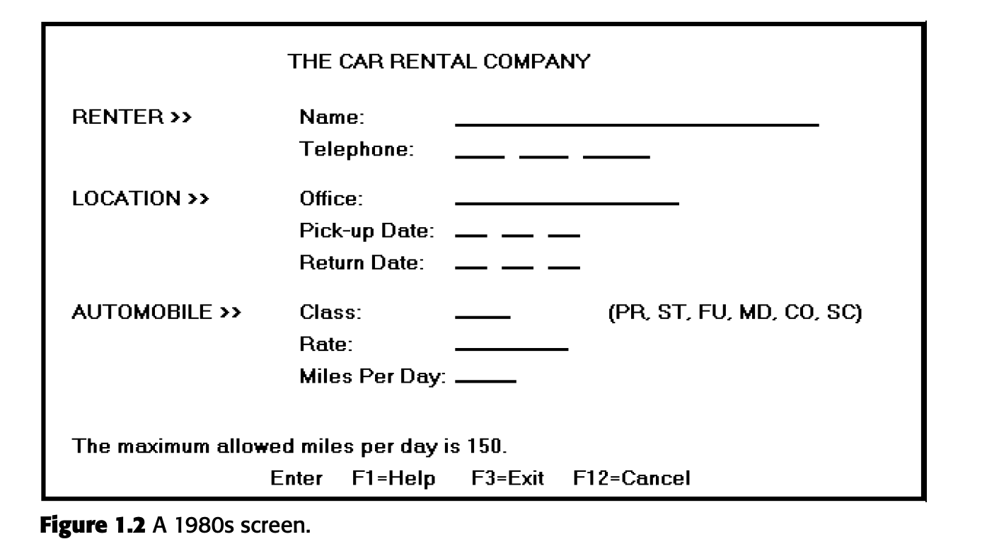 THE CAR RENTAL COMPANY
RENTER >> Name: ____________________
Telephone: ___ ___ ____
LOCATION >> Office: ____________
Pick-up Date: __ __ __
Return Date: __ __ __
AUTOMOBILE >> Class: ___ (PR, ST, FU, MD, CO, SC)
Rate: ______
Miles Per Day: ___
The maximum allowed miles per day is 150.
Enter F1=Help F3=Exit F12=Cancel
Figure 1.2 A 1980s screen.